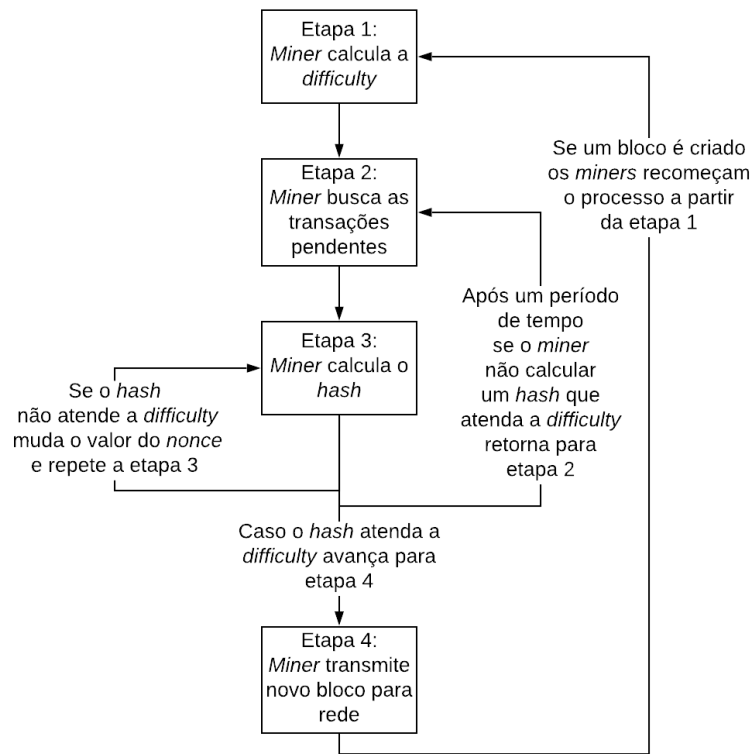 Etapa 1:
Miner calcula a
difficulty
Se um bloco é criado
os miners recomeçam
o processo a partir
da etapa 1
Etapa 2:
Miner busca as
transações
pendentes
Após um período
de tempo
se o miner
não calcular
um hash que
atenda a difficulty
retorna para
etapa 2
Etapa 3:
Miner calcula o
hash
Se o hash
não atende a difficulty
muda o valor do nonce
e repete a etapa 3
Caso o hash atenda a
difficulty avança para
etapa 4
Etapa 4:
Miner transmite
novo bloco para
rede